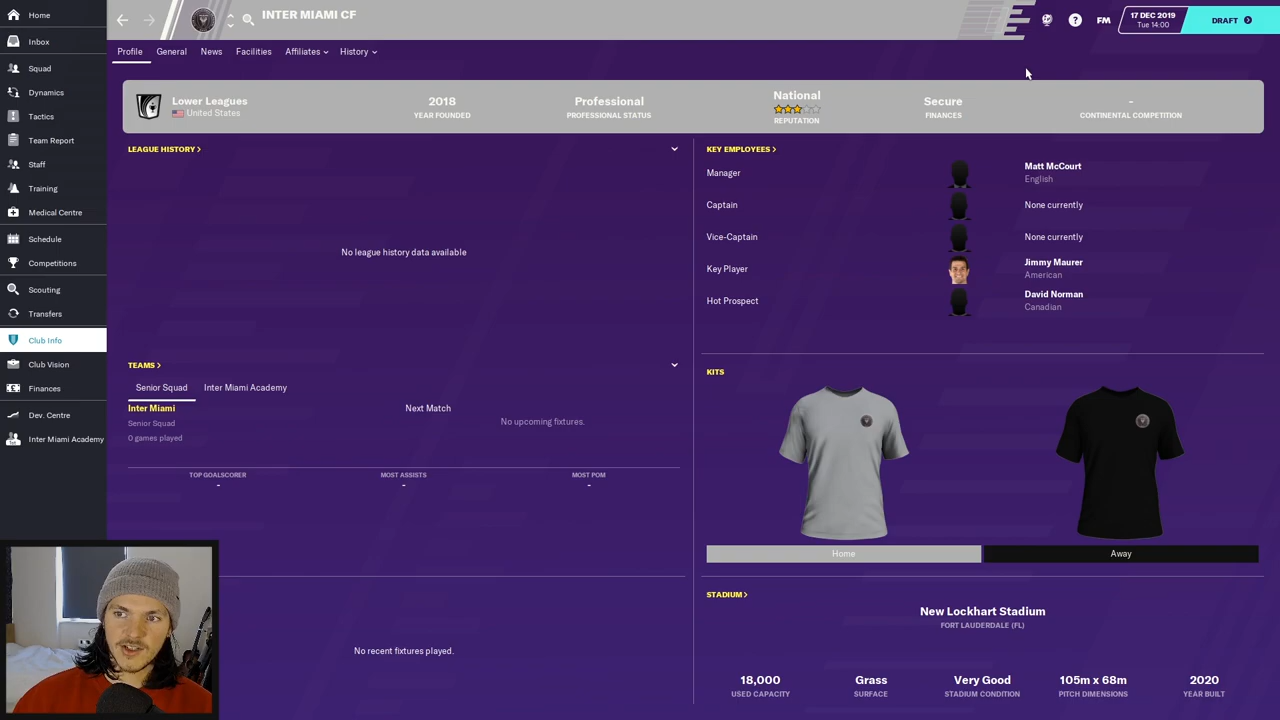 Home
Inbox
Squad
Dynamics
Tactics
Team Report
Staff
Training
Medical Centre
Schedule
Competitions
Scouting
Transfers
Club Info
Club Vision
Finances
Dev. Centre
Inter Miami Academy
INTER MIAMI CF
?
FM
17 DEC 2019
Tue 14:00
DRAFT
Profile
General
News
Facilities
Affiliates
History
Lower Leagues
United States
2018
YEAR FOUNDED
Professional
PROFESSIONAL STATUS
National
REPUTATION
Secure
FINANCES
-
CONTINENTAL COMPETITION
LEAGUE HISTORY >
No league history data available
TEAMS >
Senior Squad
Inter Miami Academy
Inter Miami
Senior Squad
0 games played
Next Match
No upcoming fixtures.
TOP GOALSCORER
-
MOST ASSISTS
-
MOST POM
-
No recent fixtures played.
KEY EMPLOYEES >
Manager
Matt McCourt
English
Captain
None currently
Vice-Captain
None currently
Key Player
Jimmy Maurer
American
Hot Prospect
David Norman
Canadian
KITS
Home
Away
STADIUM >
New Lockhart Stadium
FORT LAUDERDALE (FL)
18,000
USED CAPACITY
Grass
SURFACE
Very Good
STADIUM CONDITION
105m x 68m
PITCH DIMENSIONS
2020
YEAR BUILT